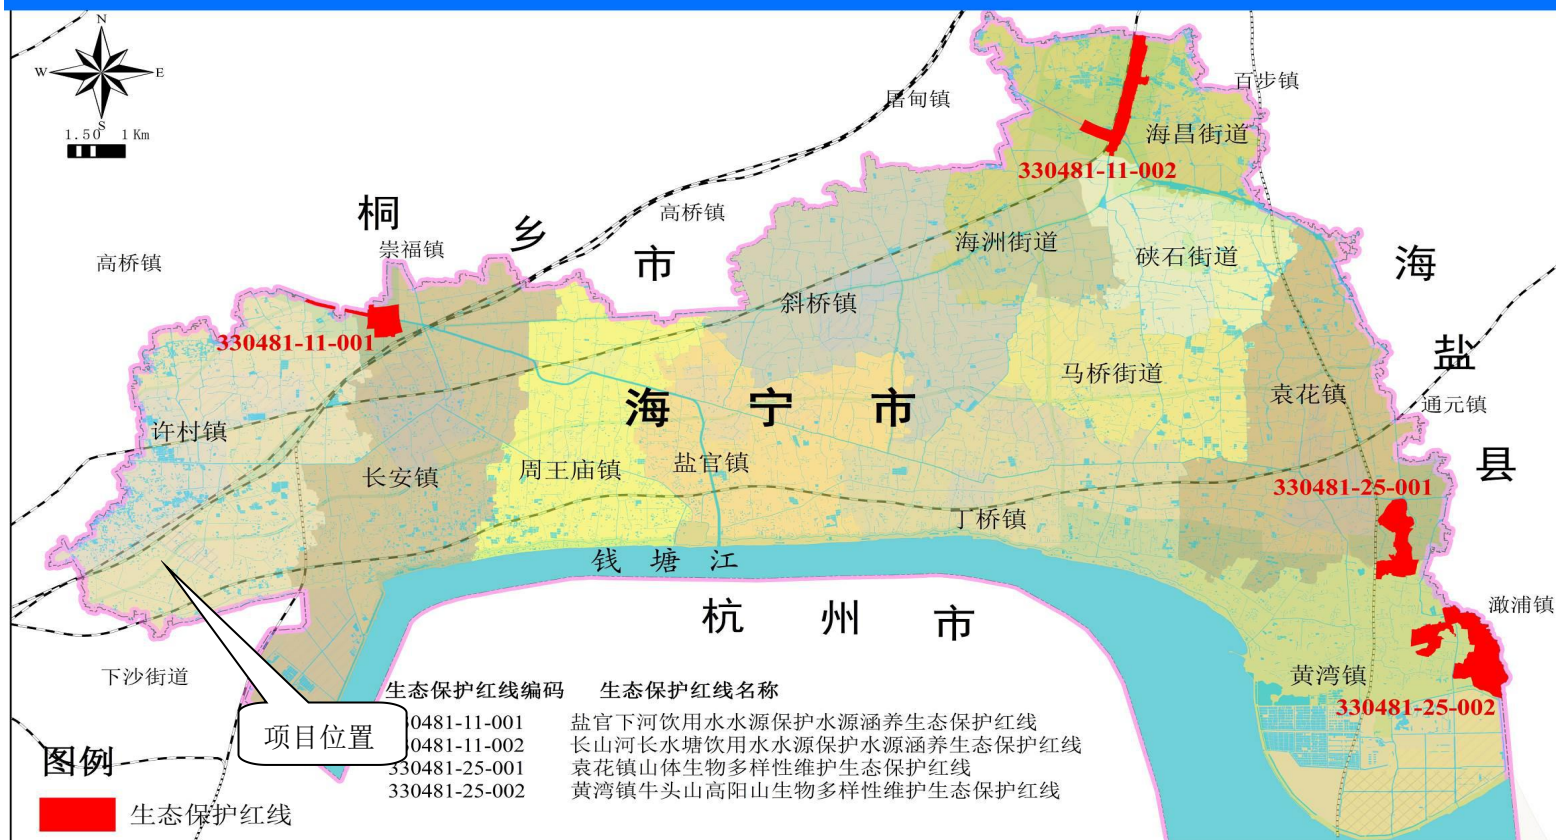 N
W
E
S
1.50 1 Km
屠甸镇
百步镇
海昌街道
330481-11-002
桐
乡
市
高桥镇
崇福镇
高桥镇
海洲街道
硖石街道
海
斜桥镇
330481-11-001
盐
马桥街道
袁花镇
通元镇
海宁市
许村镇
长安镇
周王庙镇
盐官镇
县
330481-25-001
丁桥镇
钱塘江
杭州市
澉浦镇
下沙街道
黄湾镇
330481-25-002
项目位置
生态保护红线编码 生态保护红线名称
0481-11-001 盐官下河饮用水水源保护水源涵养生态保护红线
0481-11-002 长山河长水塘饮用水水源保护水源涵养生态保护红线
330481-25-001 袁花镇山体生物多样性维护生态保护红线
330481-25-002 黄湾镇牛头山高阳山生物多样性维护生态保护红线
图例
生态保护红线